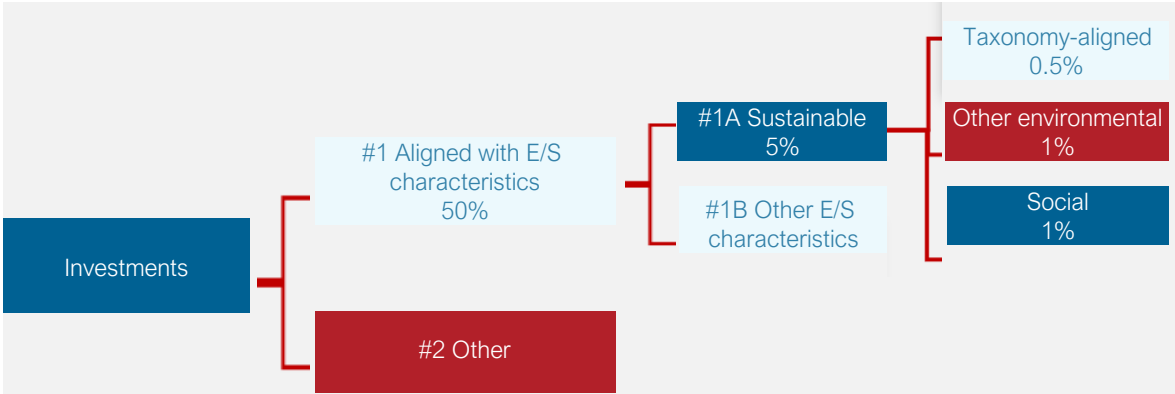 Investments
#1 Aligned with E/S
characteristics
50%
#2 Other
#1A Sustainable
5%
#1B Other E/S
characteristics
Taxonomy-aligned
0.5%
Other environmental
1%
Social
1%